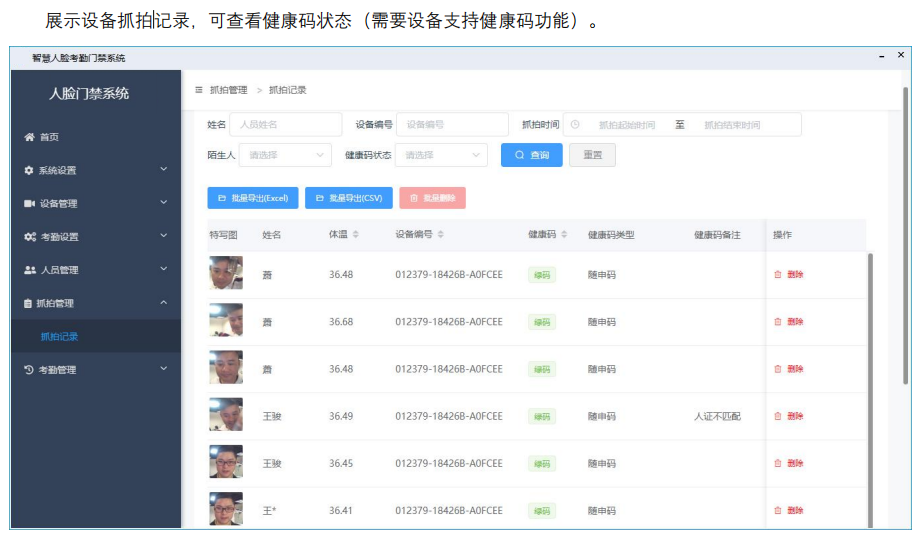 展示设备抓拍记录，可查看健康码状态（需要设备支持健康码功能）。
智慧人脸考勤门禁系统
人脸门禁系统
抓拍管理 > 抓拍记录
首页
系统设置
设备管理
考勤设置
人员管理
抓拍管理
抓拍记录
考勤管理
姓名 人员姓名 设备编号 设备编号 抓拍时间 抓拍起始时间 至 抓拍结束时间
陌生人 请选择 健康码状态 请选择 查询 重置
批量导出(Excel) 批量导出(CSV) 批量删除
特写图 姓名 体温 设备编号 健康码 健康码类型 健康码备注 操作
萧 36.48 012379-18426B-A0FCEE 绿码 随申码 删除
萧 36.68 012379-18426B-A0FCEE 绿码 随申码 删除
萧 36.48 012379-18426B-A0FCEE 绿码 随申码 删除
王骏 36.49 012379-18426B-A0FCEE 绿码 随申码 人证不匹配 删除
王骏 36.45 012379-18426B-A0FCEE 绿码 随申码 删除
王* 36.41 012379-18426B-A0FCEE 绿码 随申码 删除